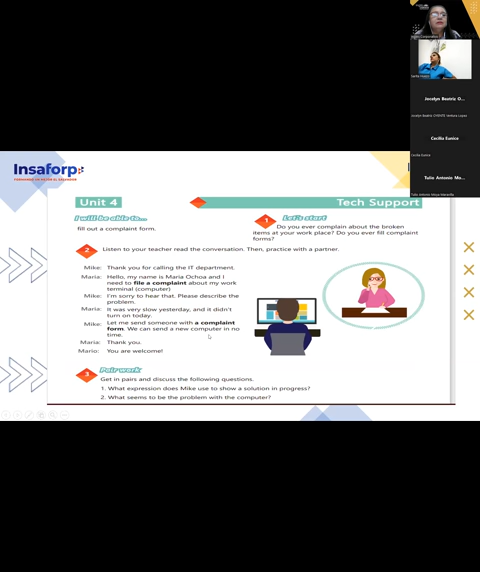 Jocelyn Beatriz O...
Cecilia Eunice
Cecilia Eunice
Tulio Antonio Mo...
Insaforp
Unit 4
Tech Support
I will be able to...
fill out a complaint form.
1
Let's start
Do you ever complain about the broken
items at your work place? Do you ever fill complaint
forms?
2
Listen to your teacher read the conversation. Then, practice with a partner.
Mike: Thank you for calling the IT department.
Maria: Hello, my name is Maria Ochoa and I
need to file a complaint about my work
terminal (computer)
Mike: I'm sorry to hear that. Please describe the
problem.
Maria: It was very slow yesterday, and it didn't
turn on today.
Mike: Let me send someone with a complaint
form. We can send a new computer in no
time.
Maria: Thank you.
Mario: You are welcome!
3
Pair work
Get in pairs and discuss the following questions.
1. What expression does Mike use to show a solution in progress?
2. What seems to be the problem with the computer?